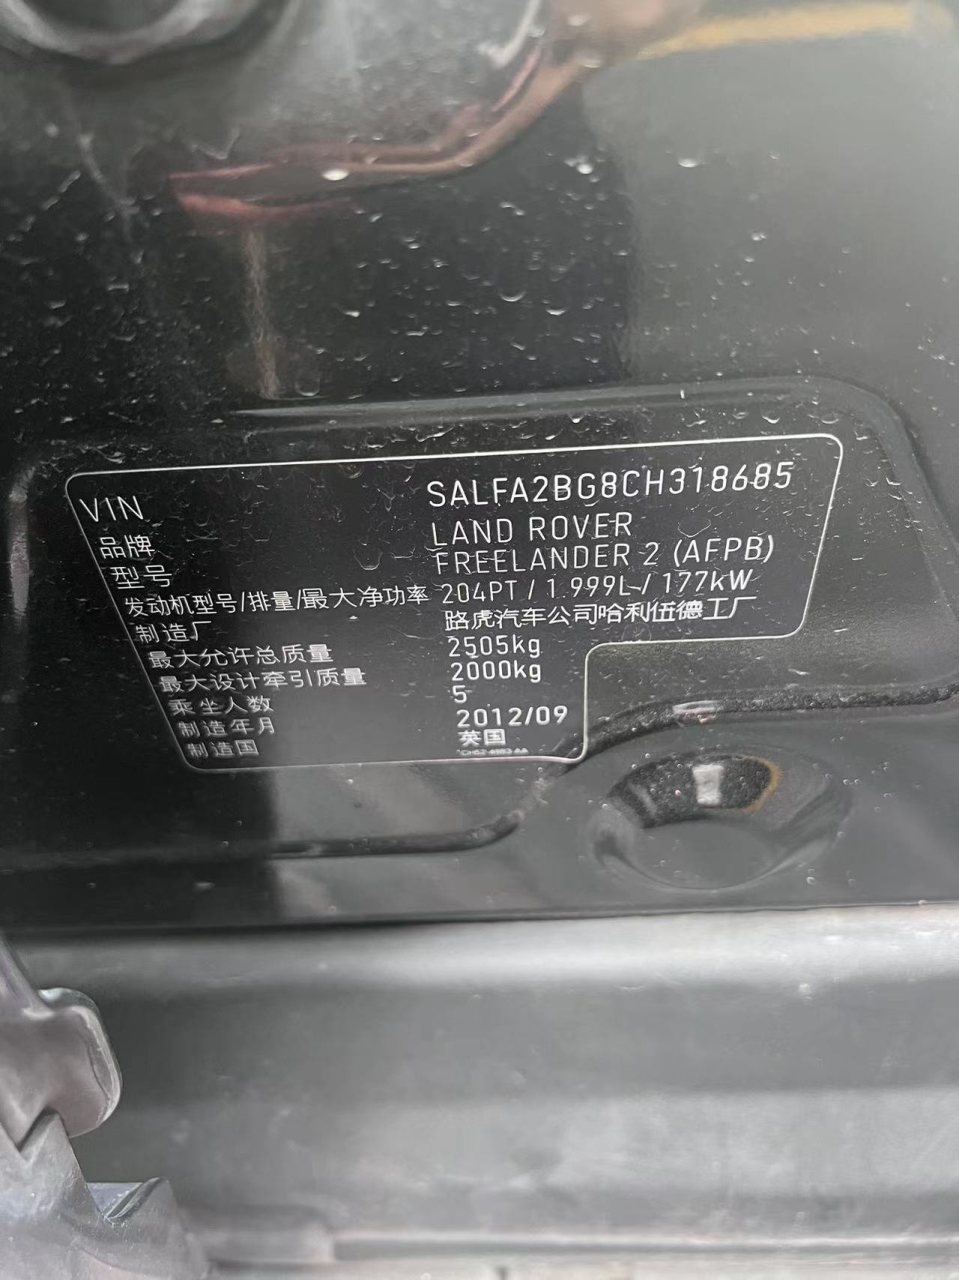 VIN SALFA2BG8CH318685
品牌 LAND ROVER
型号 FREELANDER 2 (AFPB)
发动机型号/排量/最大净功率 204PT / 1.999L / 177kW
制造厂 路虎汽车公司哈利伍德工厂
最大允许总质量 2505kg
最大设计牵引质量 2000kg
乘坐人数 5
制造年月 2012/09
制造国 英国